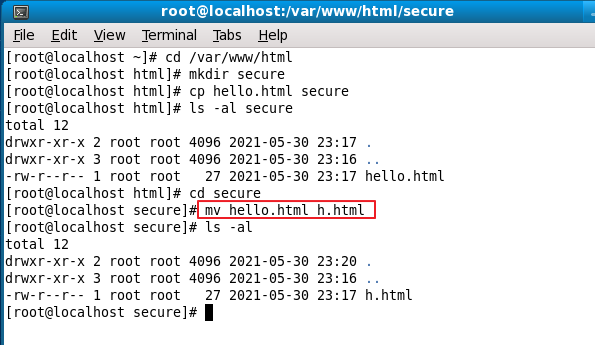 root@localhost:/var/www/html/secure
File Edit View Terminal Tabs Help
[root@localhost ~]# cd /var/www/html
[root@localhost html]# mkdir secure
[root@localhost html]# cp hello.html secure
[root@localhost html]# ls -al secure
total 12
drwxr-xr-x 2 root root 4096 2021-05-30 23:17 .
drwxr-xr-x 3 root root 4096 2021-05-30 23:16 ..
-rw-r--r-- 1 root root   27 2021-05-30 23:17 hello.html
[root@localhost html]# cd secure
[root@localhost secure]# mv hello.html h.html
[root@localhost secure]# ls -al
total 12
drwxr-xr-x 2 root root 4096 2021-05-30 23:20 .
drwxr-xr-x 3 root root 4096 2021-05-30 23:16 ..
-rw-r--r-- 1 root root   27 2021-05-30 23:17 h.html
[root@localhost secure]#